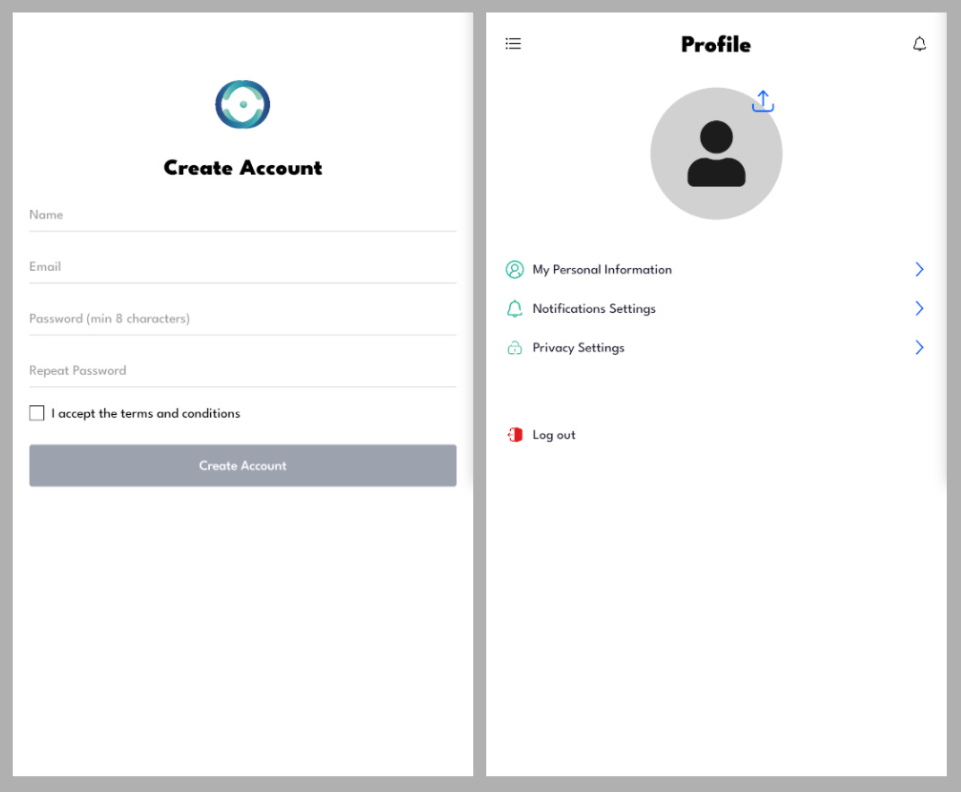 Create Account
Name
Email
Password (min 8 characters)
Repeat Password
I accept the terms and conditions
Create Account
Profile
My Personal Information
Notifications Settings
Privacy Settings
Log out